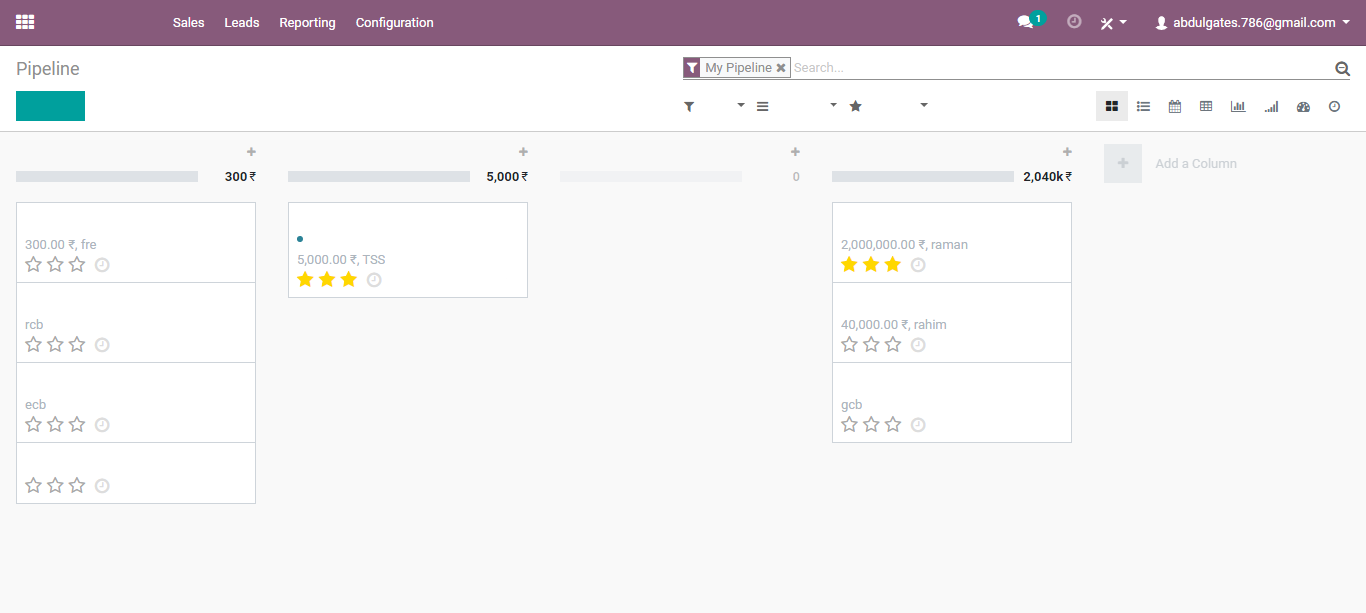 Sales Leads Reporting Configuration 1 abdulgates.786@gmail.com
Pipeline
My Pipeline Search...
300 ₹ 5,000 ₹ 0 2,040k ₹
Add a Column
300.00 ₹, fre
rcb
ecb
5,000.00 ₹, TSS
2,000,000.00 ₹, raman
40,000.00 ₹, rahim
gcb